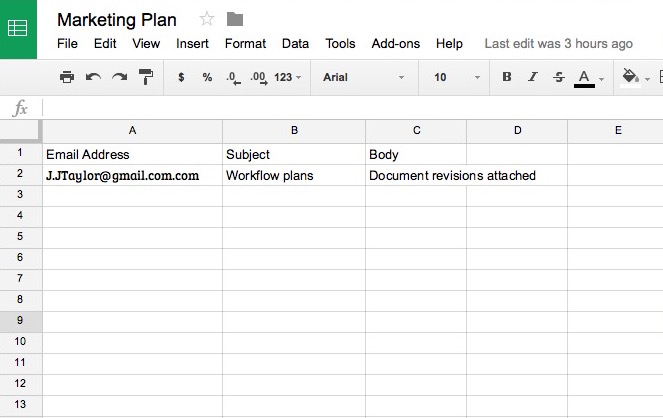 Marketing Plan
File Edit View Insert Format Data Tools Add-ons Help Last edit was 3 hours ago
$ % .0 .00 123 Arial 10 B I S A
fx
A B C D E
1 Email Address Subject Body
2 J.JTaylor@gmail.com.com Workflow plans Document revisions attached
3
4
5
6
7
8
9
10
11
12
13